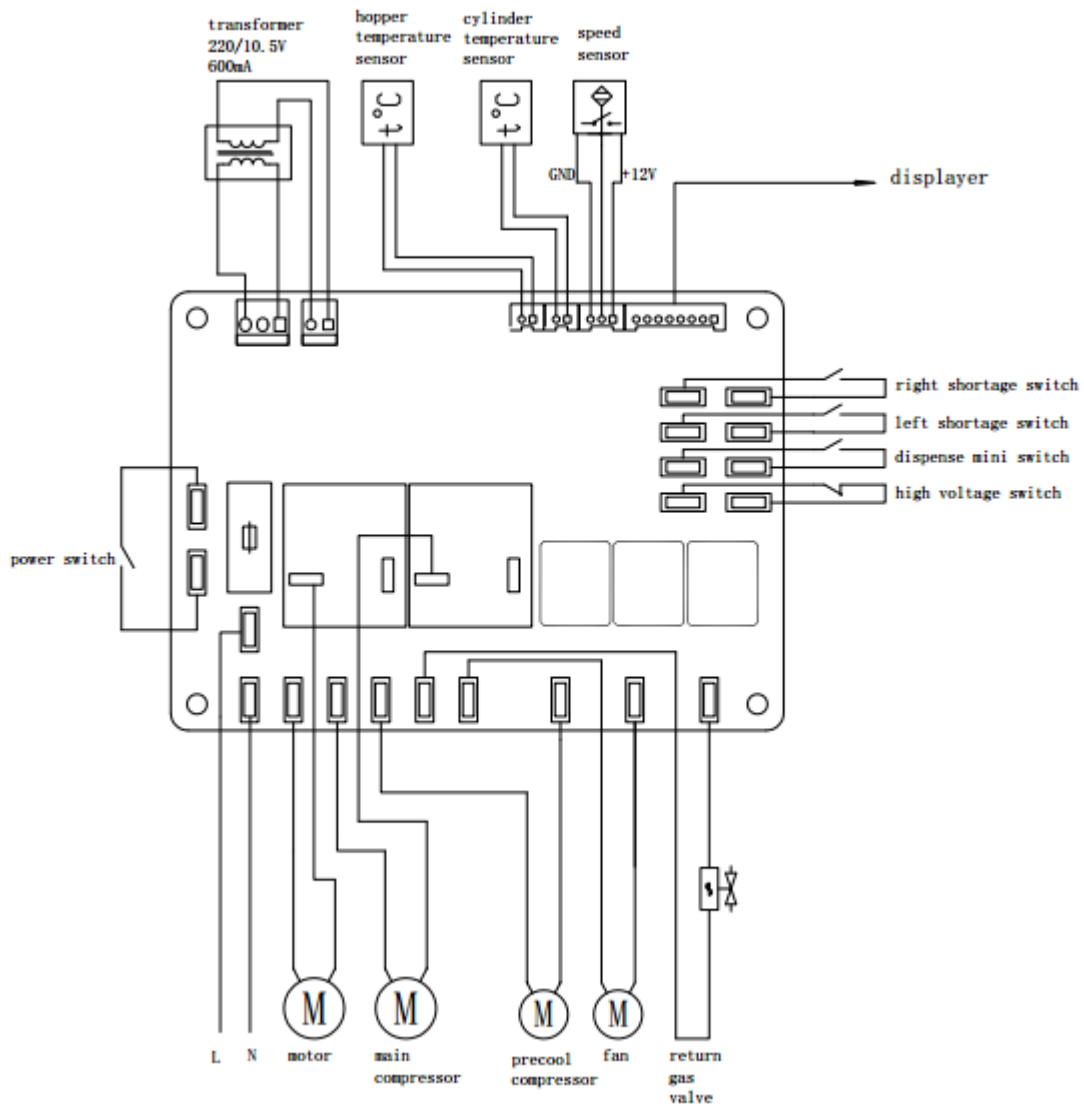 transformer
220/10.5V
600mA
hopper
temperature
sensor
cylinder
temperature
sensor
speed
sensor
t°C
t°C
GND
+12V
displayer
right shortage switch
left shortage switch
dispense mini switch
high voltage switch
power switch
M
M
M
M
L
N
motor
main
compressor
precool
compressor
fan
return
gas
valve